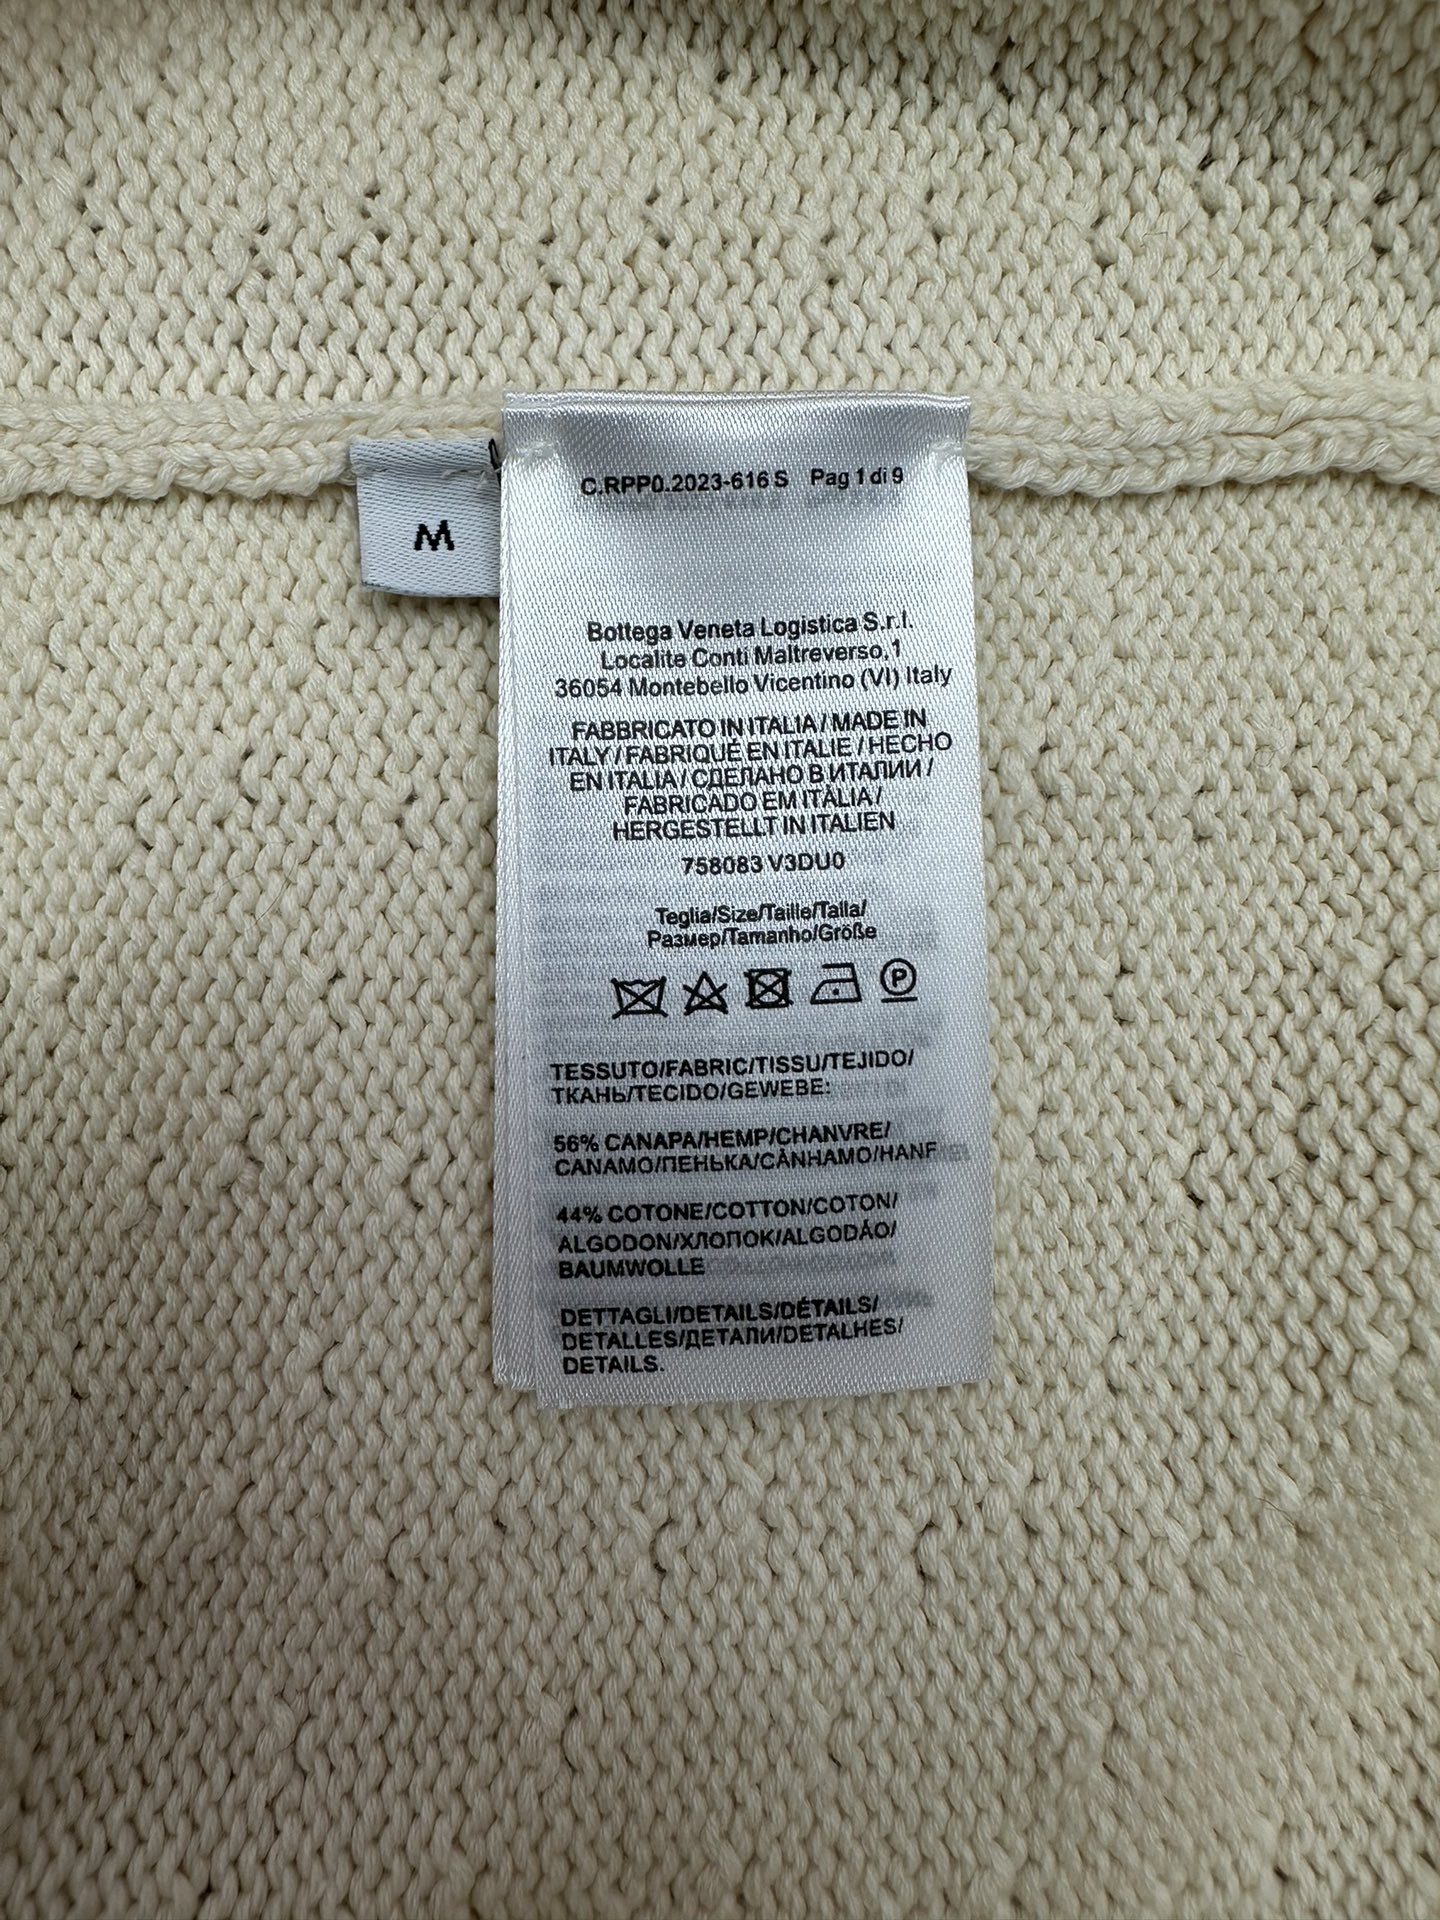 C.RPP0.2023-616 S Pag 1 di 9
M
Bottega Veneta Logistica S.r.l.
Localite Conti Maltreverso,1
36054 Montebello Vicentino (VI) Italy
FABBRICATO IN ITALIA / MADE IN
ITALY / FABRIQUÉ EN ITALIE / HECHO
EN ITALIA / СДЕЛАНО В ИТАЛИИ /
FABRICADO EM ITÁLIA /
HERGESTELLT IN ITALIEN
758083 V3DU0
Teglia/Size/Taille/Talla/
Размер/Tamanho/Größe
P
TESSUTO/FABRIC/TISSU/TEJIDO/
ТКАНЬ/TECIDO/GEWEBE:
56% CANAPA/HEMP/CHANVRE/
CANAMO/ПЕНЬКА/CÂNHAMO/HANF
44% COTONE/COTTON/COTON/
ALGODON/ХЛОПОК/ALGODÃO/
BAUMWOLLE
DETTAGLI/DETAILS/DÉTAILS/
DETALLES/ДЕТАЛИ/DETALHES/
DETAILS.